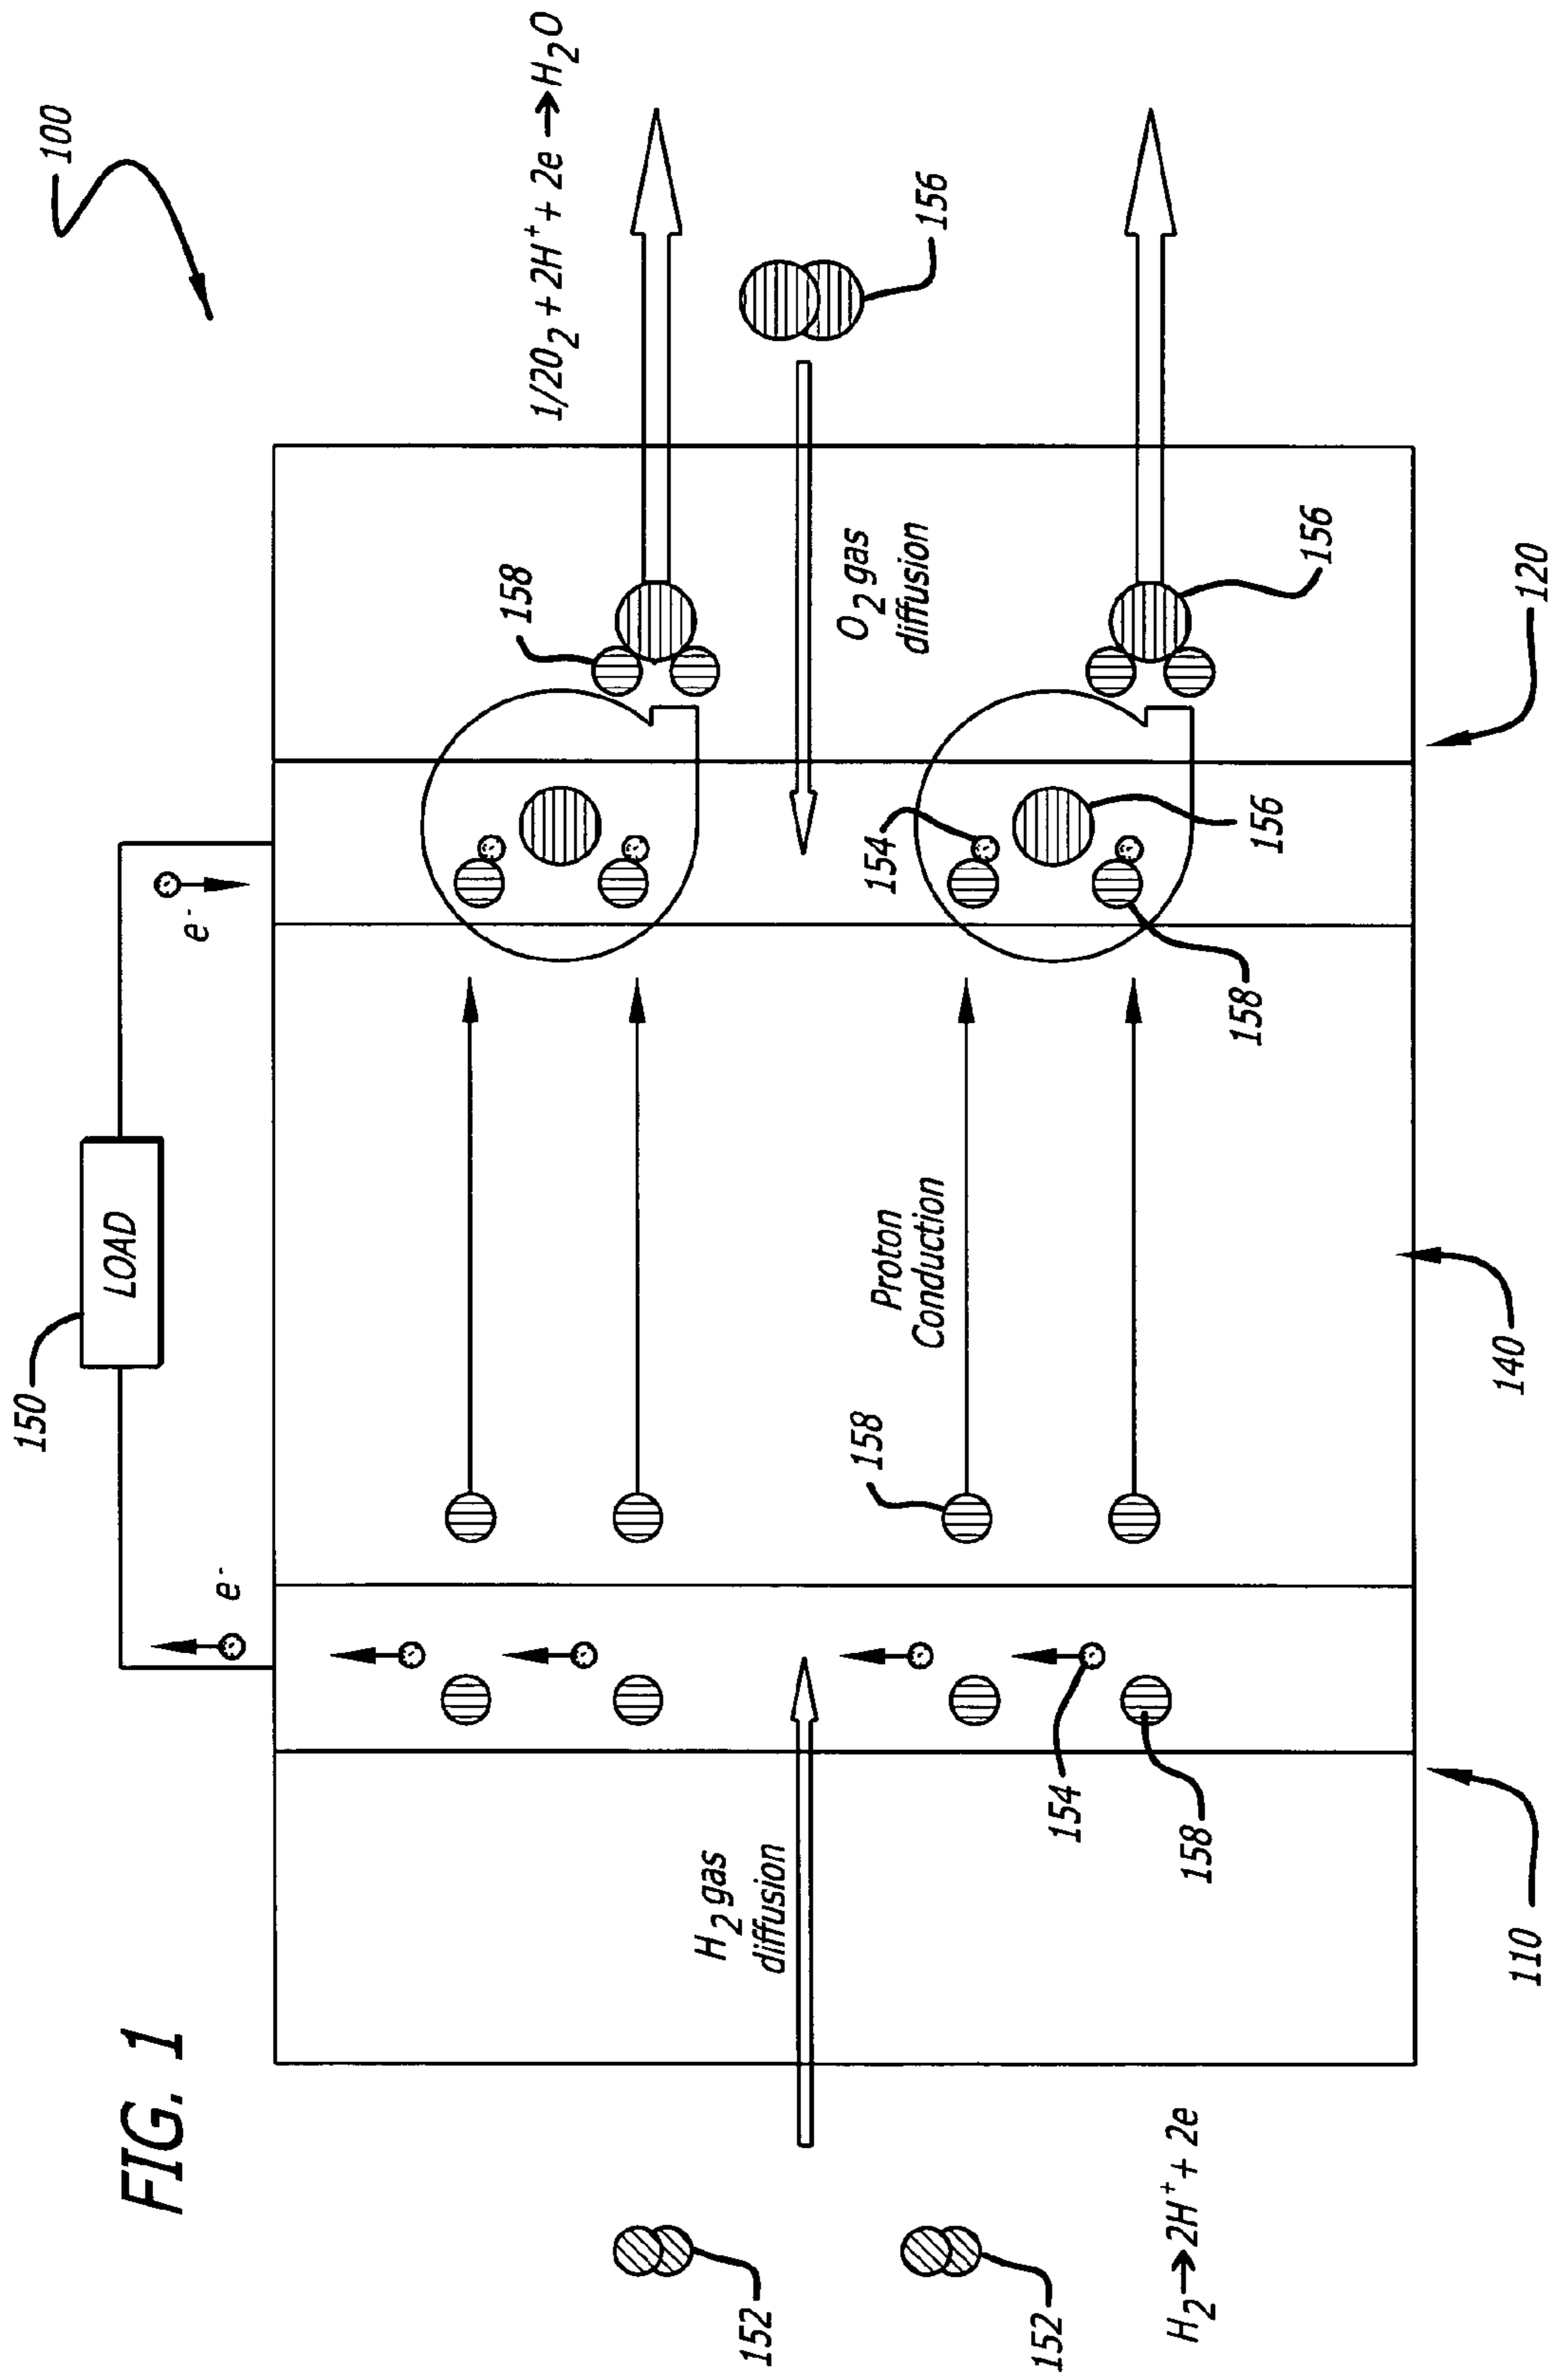 FIG. 1
100
150
LOAD
e⁻
e⁻
1/2O₂ + 2H⁺ + 2e → H₂O
158
H₂ gas
diffusion
152
O₂ gas
diffusion
156
158
Proton
Conduction
154
152
154
H₂ → 2H⁺ + 2e
158
158
156
156
110
140
120